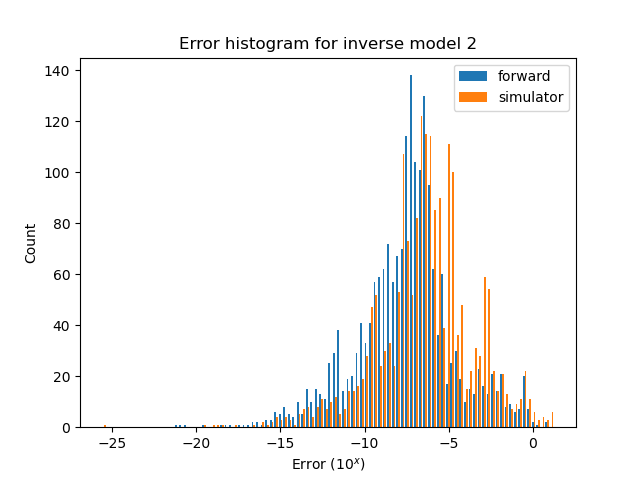 Error histogram for inverse model 2
forward
simulator
140
120
100
80
60
40
20
0
Count
−25
−20
−15
−10
−5
0
Error (10^x)